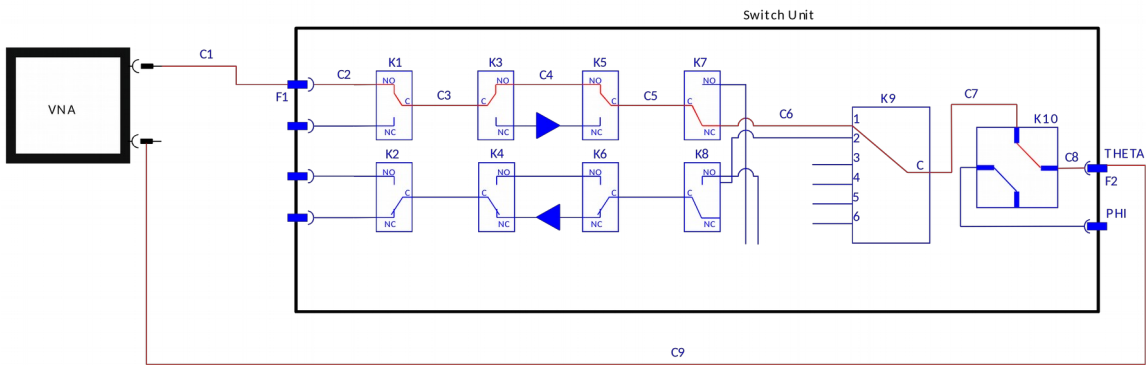 Switch Unit
C1
VNA
F1
C2
K1
NO
C
NC
C3
K3
NO
C
NC
C4
K5
NO
C
NC
C5
K7
NO
C
NC
C6
K9
1
2
3
4
5
6
C
C7
K10
C8
THETA
F2
PHI
K2
NO
C
NC
K4
NO
C
NC
K6
NO
C
NC
K8
NO
C
NC
C9